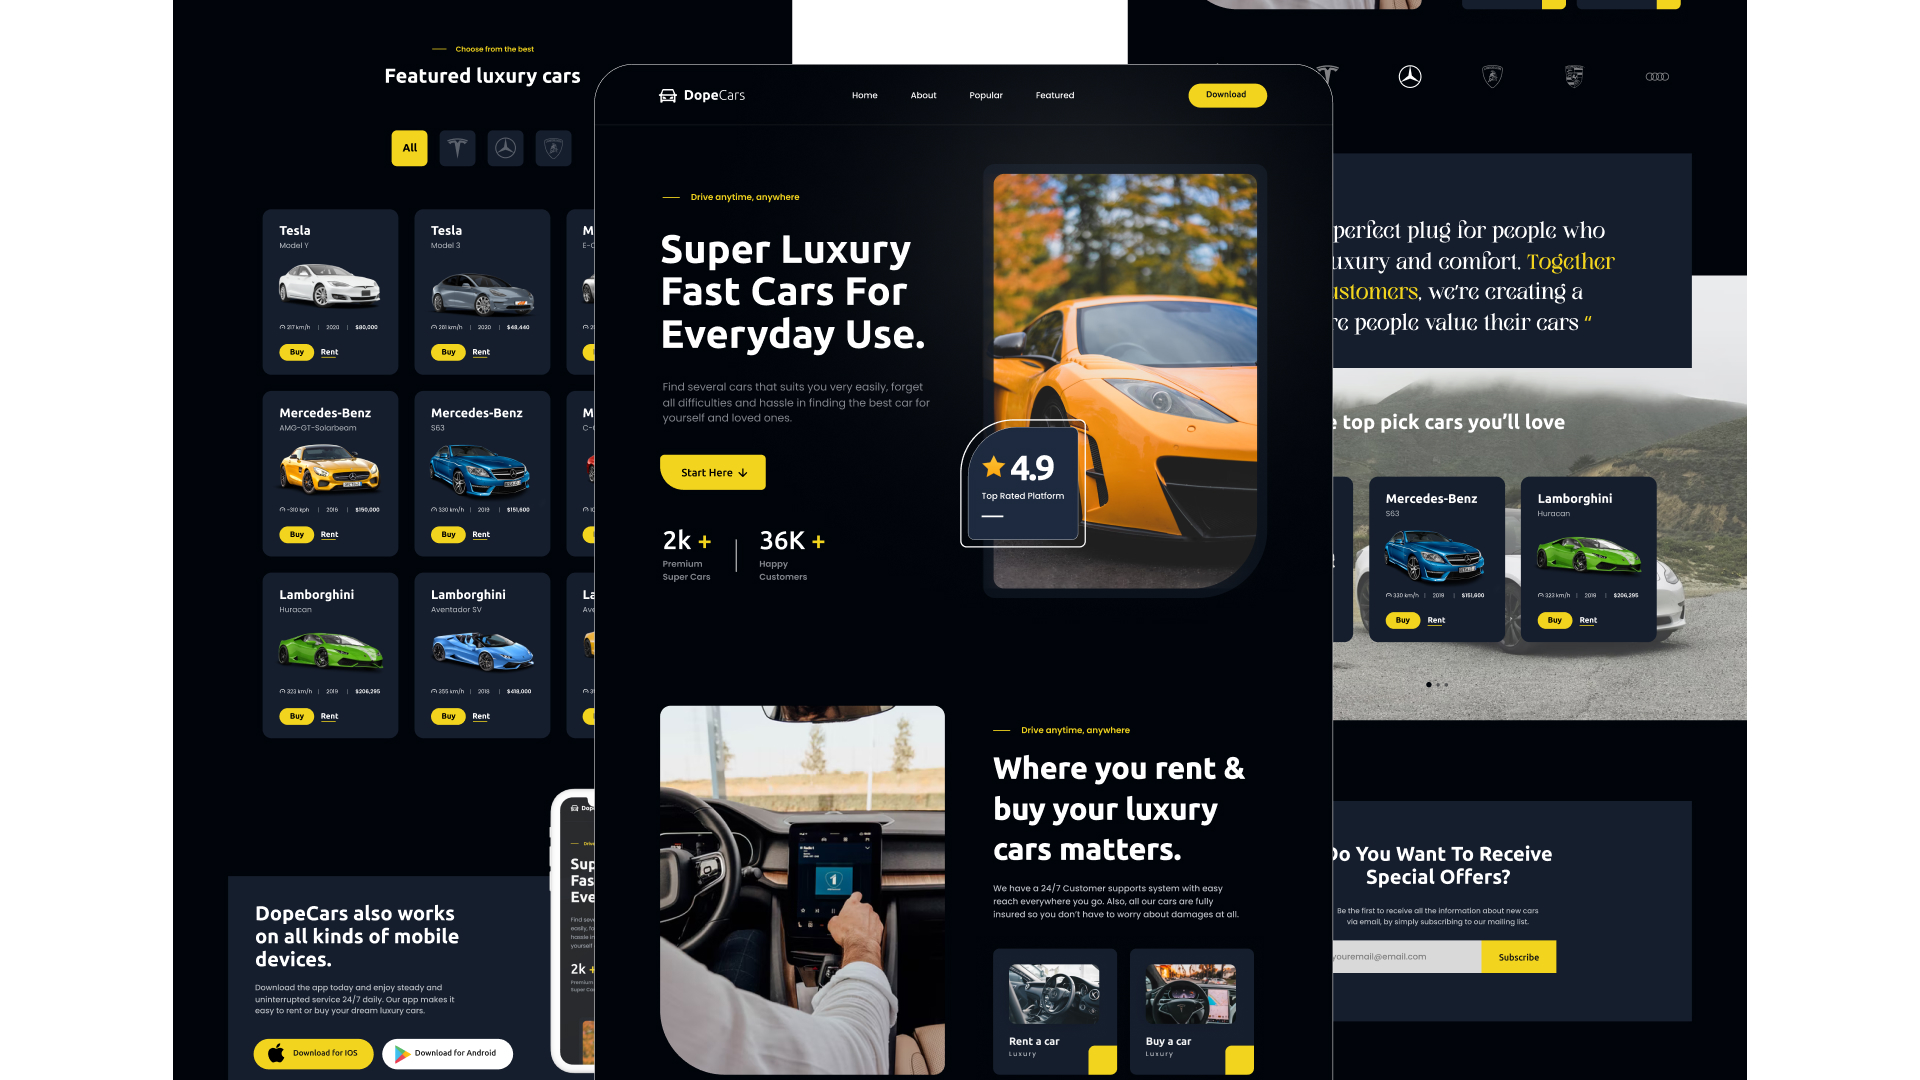 Choose from the best
Featured luxury cars
All
Tesla
Model Y
217 km/h | 2020 | $80,000
Buy Rent
Tesla
Model 3
261 km/h | 2020 | $48,440
Buy Rent
M
E-C
Mercedes-Benz
AMG-GT-Solarbeam
~310 kph | 2016 | $150,000
Buy Rent
Mercedes-Benz
S63
330 km/h | 2019 | $151,600
Buy Rent
M
Lamborghini
Huracan
323 km/h | 2019 | $206,295
Buy Rent
Lamborghini
Aventador SV
355 km/h | 2018 | $418,000
Buy Rent
La
Ave
DopeCars also works
on all kinds of mobile
devices.
Download the app today and enjoy steady and
uninterrupted service 24/7 daily. Our app makes it
easy to rent or buy your dream luxury cars.
Download for IOS
Download for Android
Dop
Sup
Fas
Eve
2k +
Premium
DopeCars
Home About Popular Featured
Download
Drive anytime, anywhere
Super Luxury
Fast Cars For
Everyday Use.
Find several cars that suits you very easily, forget
all difficulties and hassle in finding the best car for
yourself and loved ones.
Start Here
2k +
Premium
Super Cars
36K +
Happy
Customers
4.9
Top Rated Platform
Drive anytime, anywhere
Where you rent &
buy your luxury
cars matters.
We have a 24/7 Customer supports system with easy
reach everywhere you go. Also, all our cars are fully
insured so you don't have to worry about damages at all.
Rent a car
Luxury
Buy a car
Luxury
perfect plug for people who
uxury and comfort. Together
ustomers, we're creating a
re people value their cars “
e top pick cars you’ll love
Mercedes-Benz
S63
330 km/h | 2018 | $151,600
Buy Rent
Lamborghini
Huracan
323 km/h | 2018 | $206,295
Buy Rent
Do You Want To Receive
Special Offers?
Be the first to receive all the information about new cars
via email, by simply subscribing to our mailing list.
youremail@email.com
Subscribe